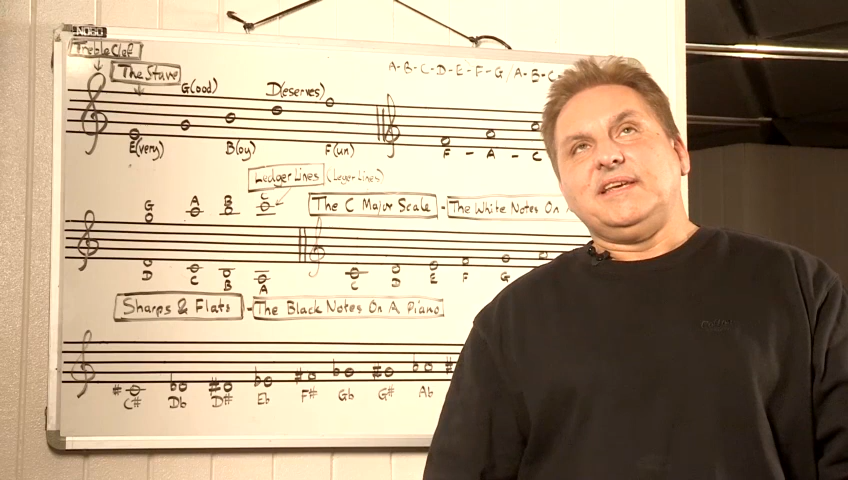 NOBO
Treble Clef
The Stave
G(ood) D(eserves)
A-B-C-D-E-F-G/A-B-C-
E(very) B(oy) F(un)
F - A - C
Ledger Lines (Leger Lines)
G A B C
The C Major Scale - The White Notes On
D C B A
C D E F G
Sharps & Flats - The Black Notes On A Piano
C# Db D# Eb F# Gb G# Ab